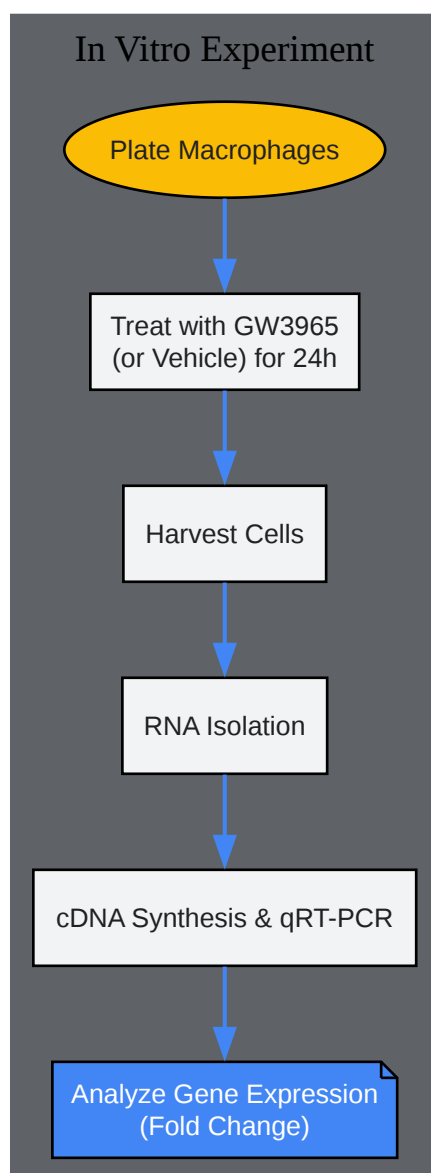 In Vitro Experiment
Plate Macrophages
Treat with GW3965
(or Vehicle) for 24h
Harvest Cells
RNA Isolation
cDNA Synthesis & qRT-PCR
Analyze Gene Expression
(Fold Change)